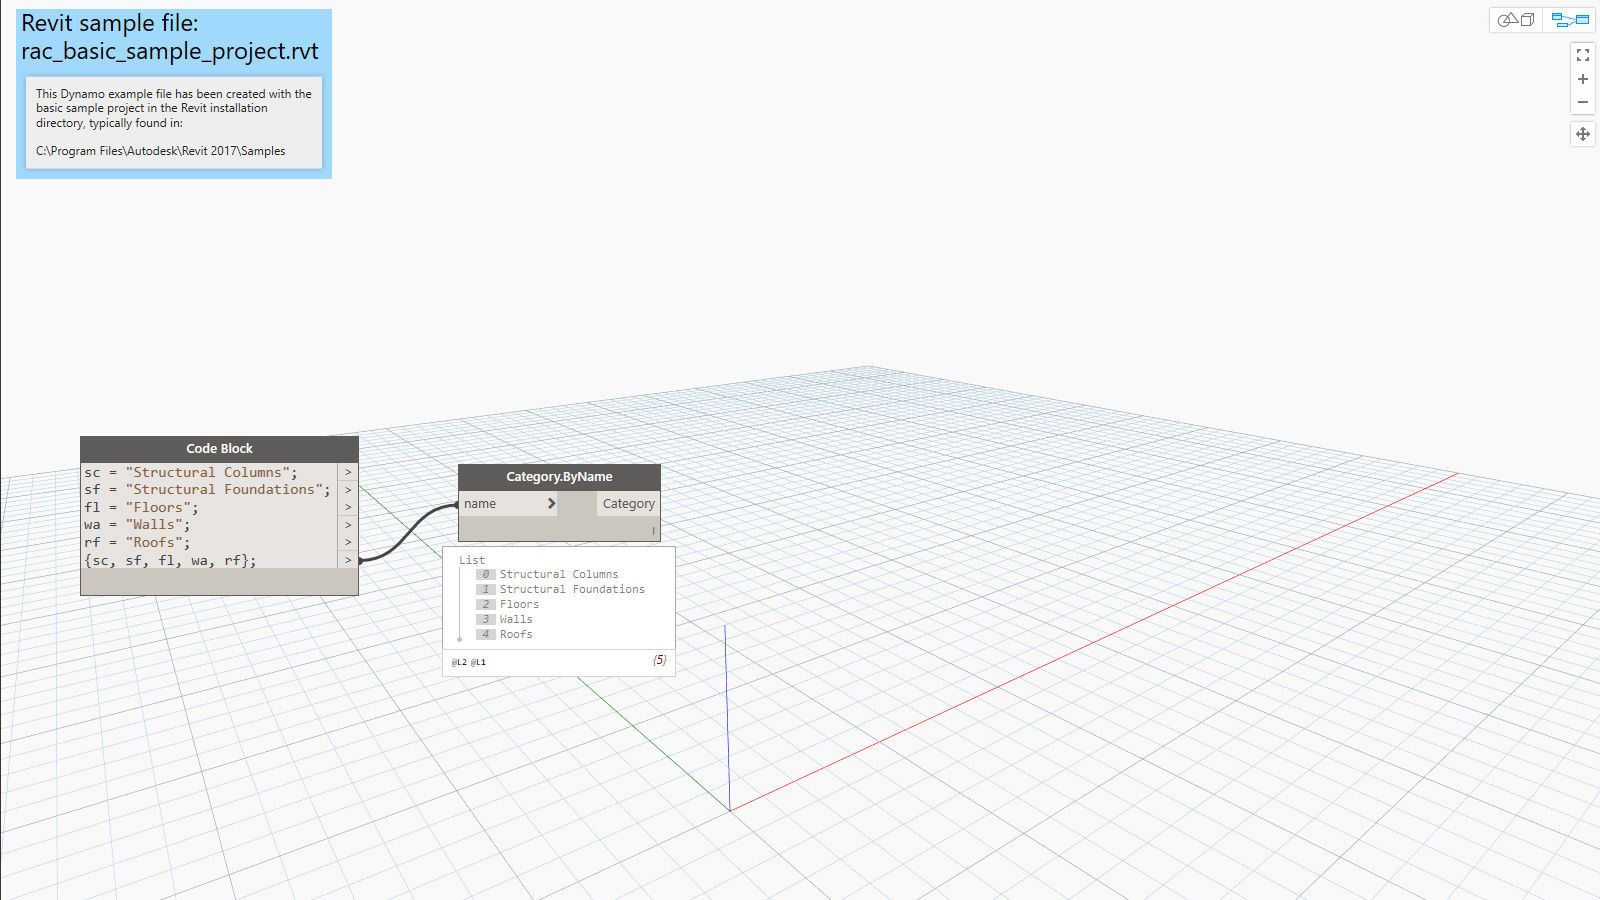 Revit sample file:
rac_basic_sample_project.rvt
This Dynamo example file has been created with the
basic sample project in the Revit installation
directory, typically found in:
C:\Program Files\Autodesk\Revit 2017\Samples
Code Block
sc = "Structural Columns"; >
sf = "Structural Foundations"; >
fl = "Floors"; >
wa = "Walls"; >
rf = "Roofs"; >
{sc, sf, fl, wa, rf}; >
Category.ByName
name > Category
l
List
0 Structural Columns
1 Structural Foundations
2 Floors
3 Walls
4 Roofs
@L2 @L1 {5}